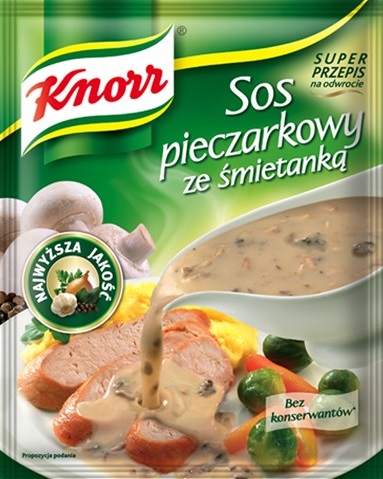 Knorr®
SUPER
PRZEPIS
na odwrocie
Sos
pieczarkowy
ze śmietanką
NAJWYŻSZA JAKOŚĆ
Bez
konserwantów*
Propozycja podania